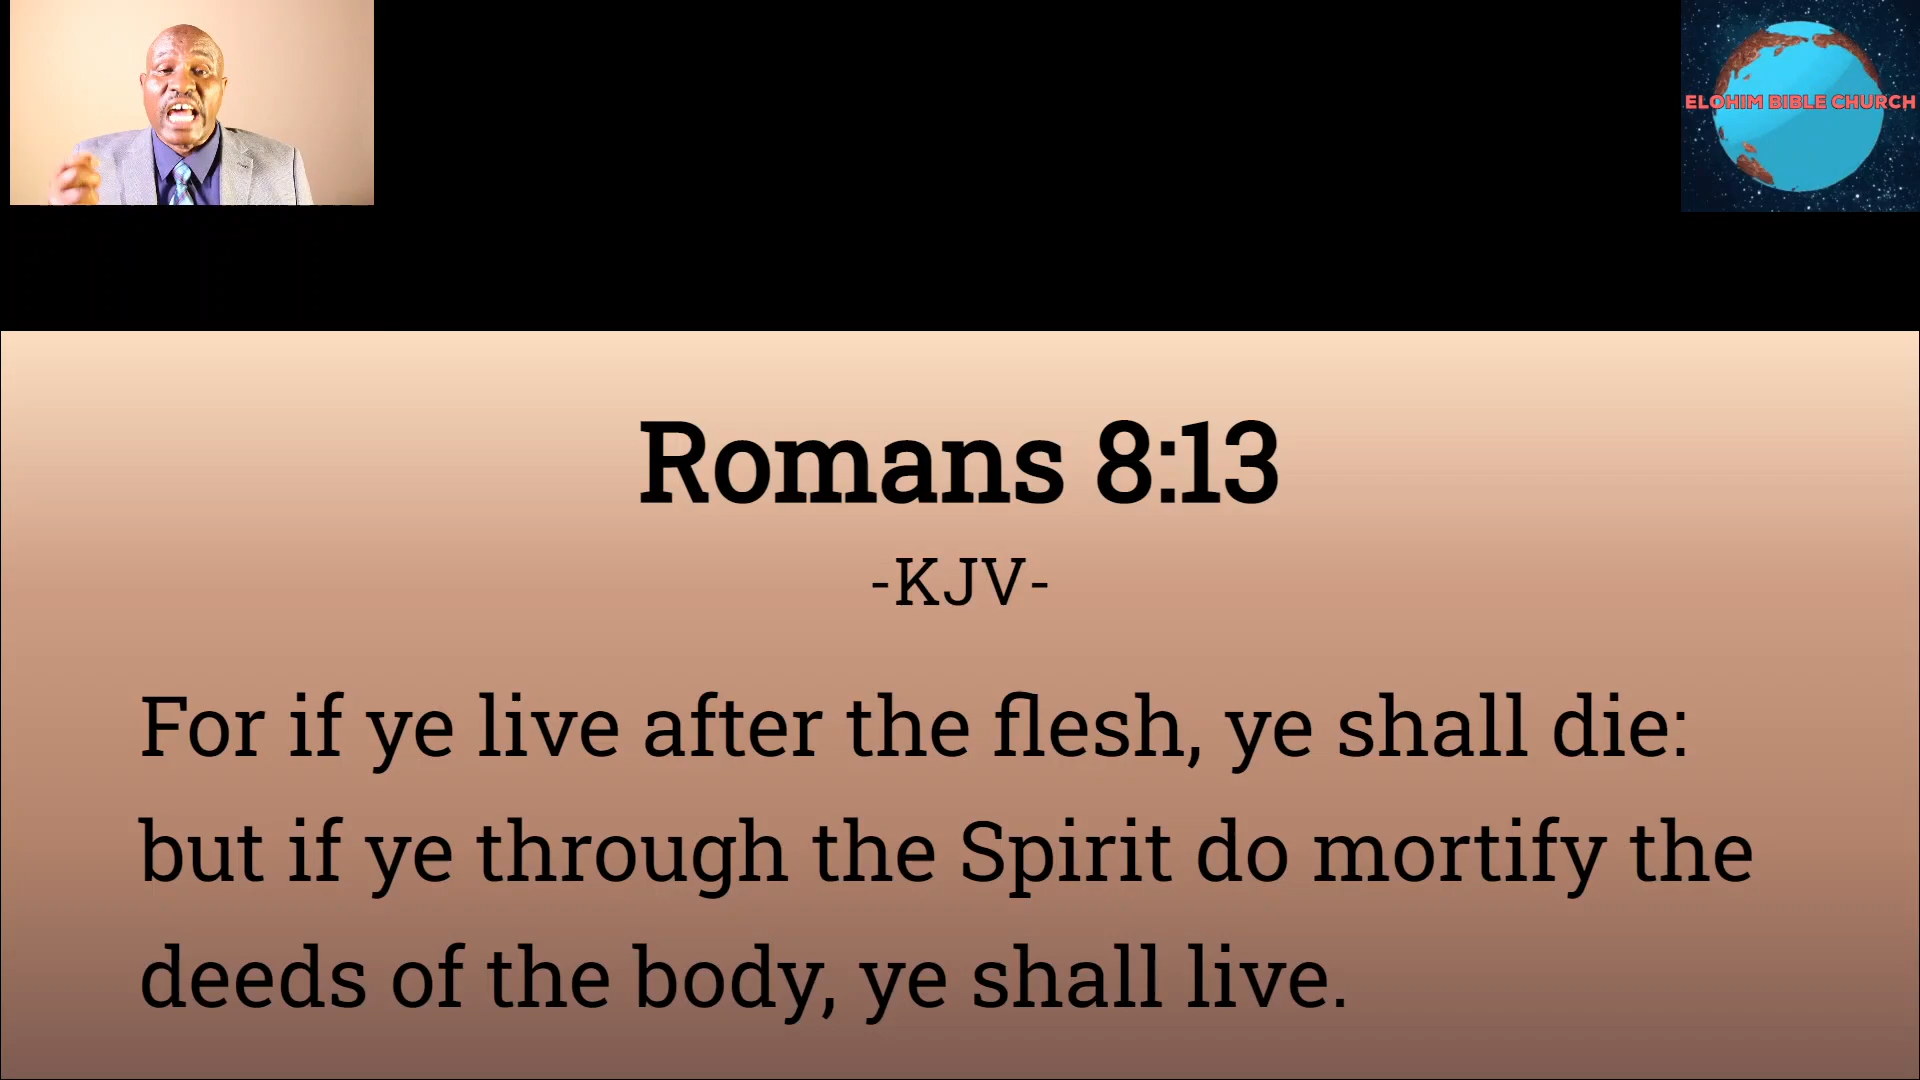 ELOHIM BIBLE CHURCH
Romans 8:13
-KJV-
For if ye live after the flesh, ye shall die:
but if ye through the Spirit do mortify the
deeds of the body, ye shall live.